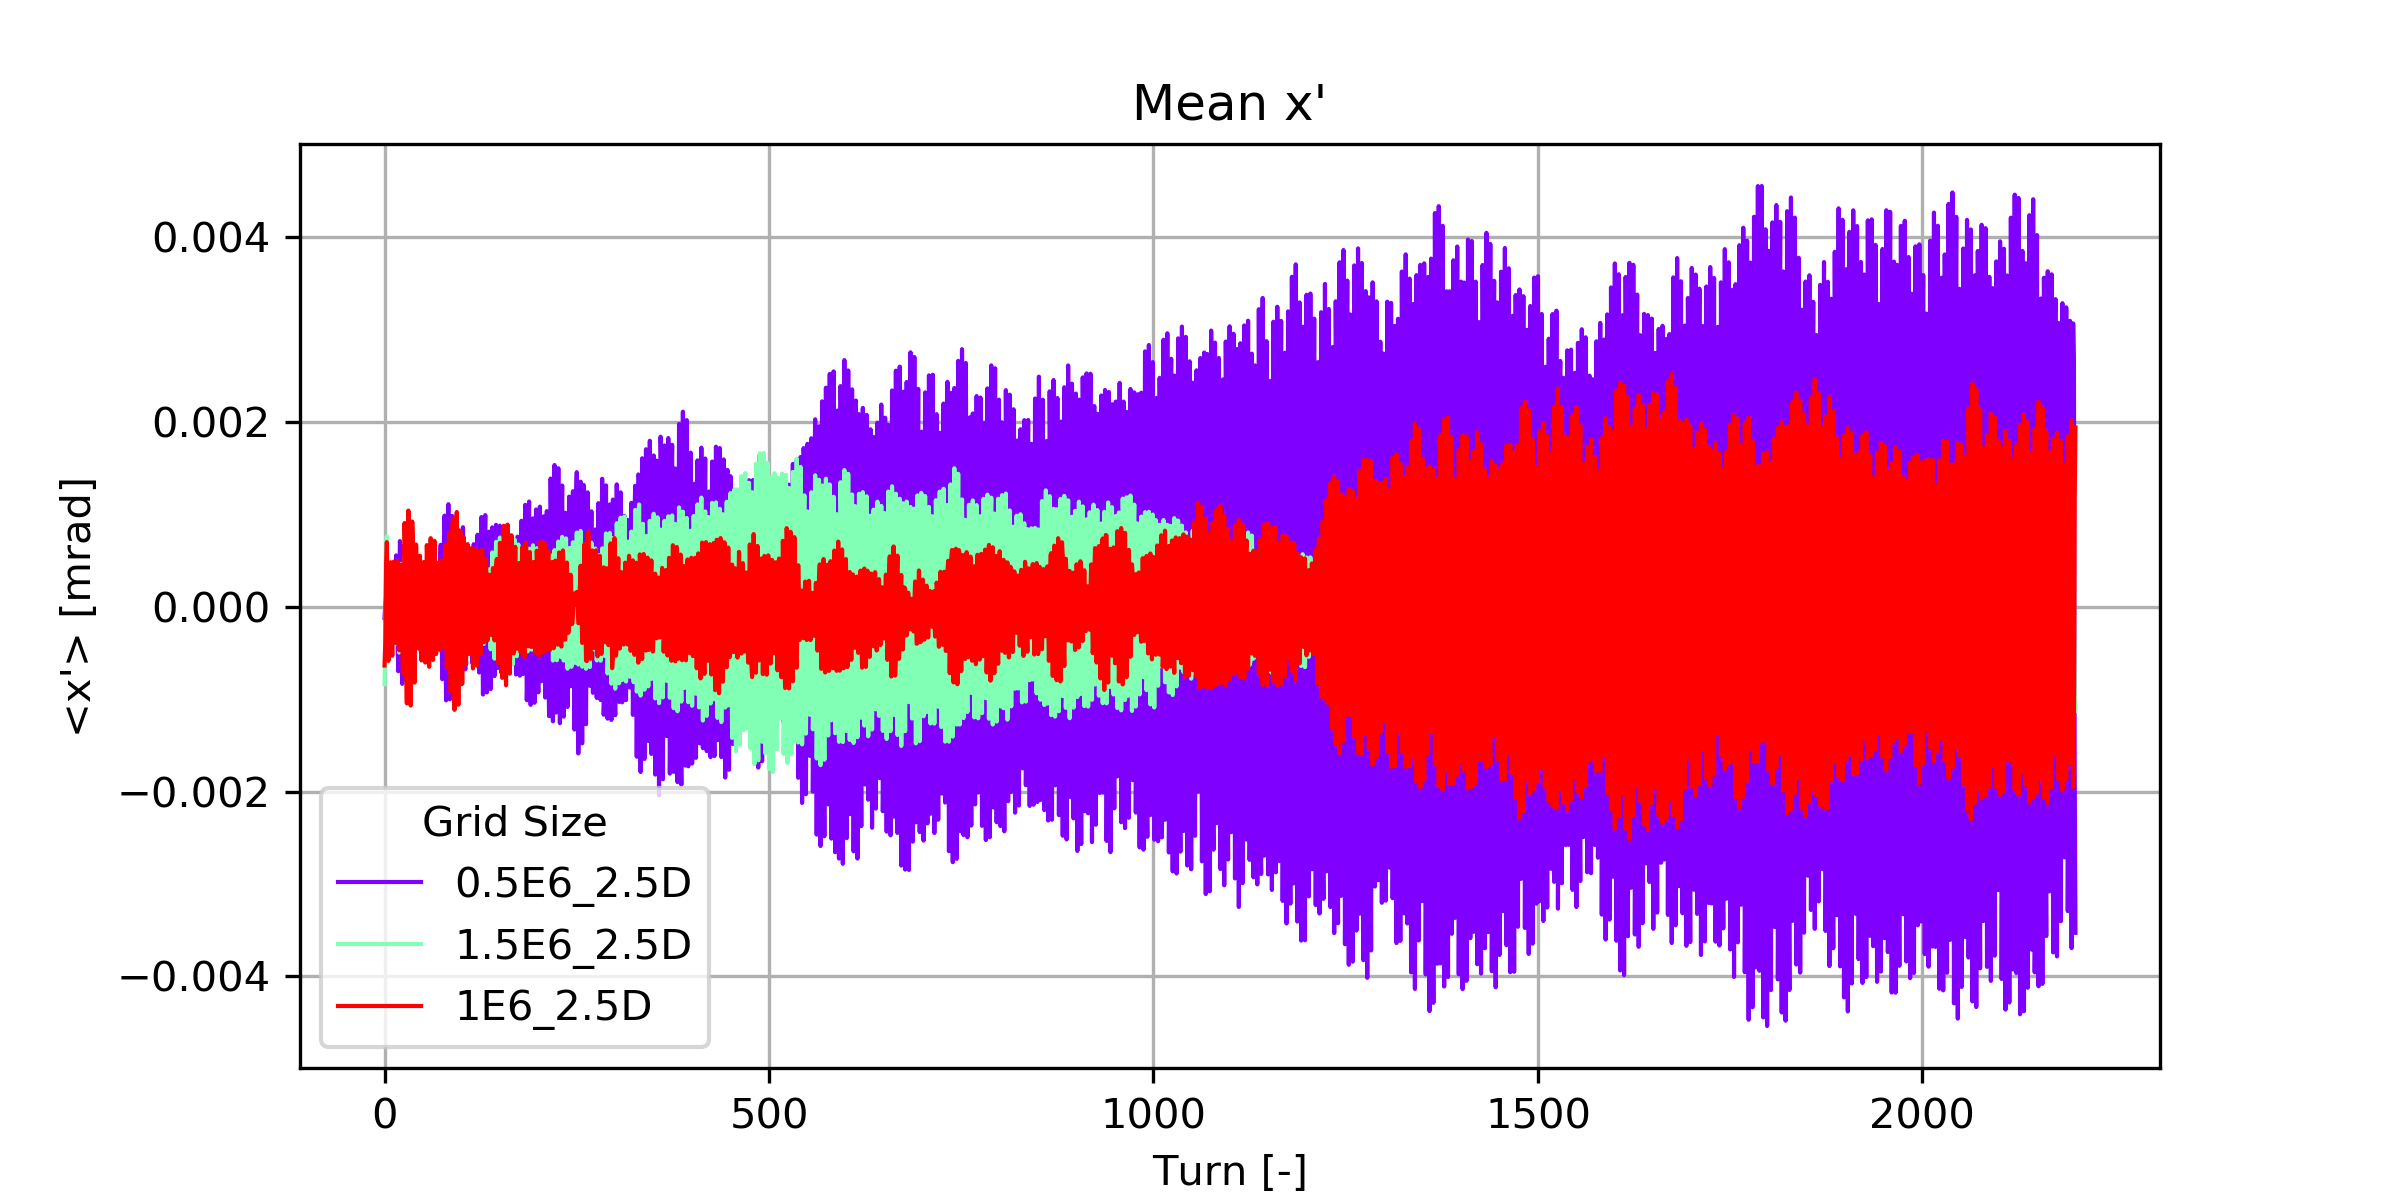 Mean x'
<x'> [mrad]
0.004
0.002
0.000
−0.002
−0.004
Grid Size
0.5E6_2.5D
1.5E6_2.5D
1E6_2.5D
0 500 1000 1500 2000
Turn [-]